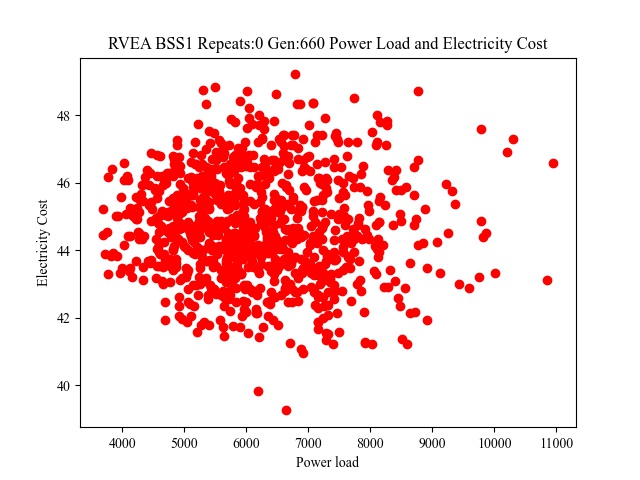 RVEA BSS1 Repeats:0 Gen:660 Power Load and Electricity Cost
48
46
44
42
40
Electricity Cost
4000 5000 6000 7000 8000 9000 10000 11000
Power load